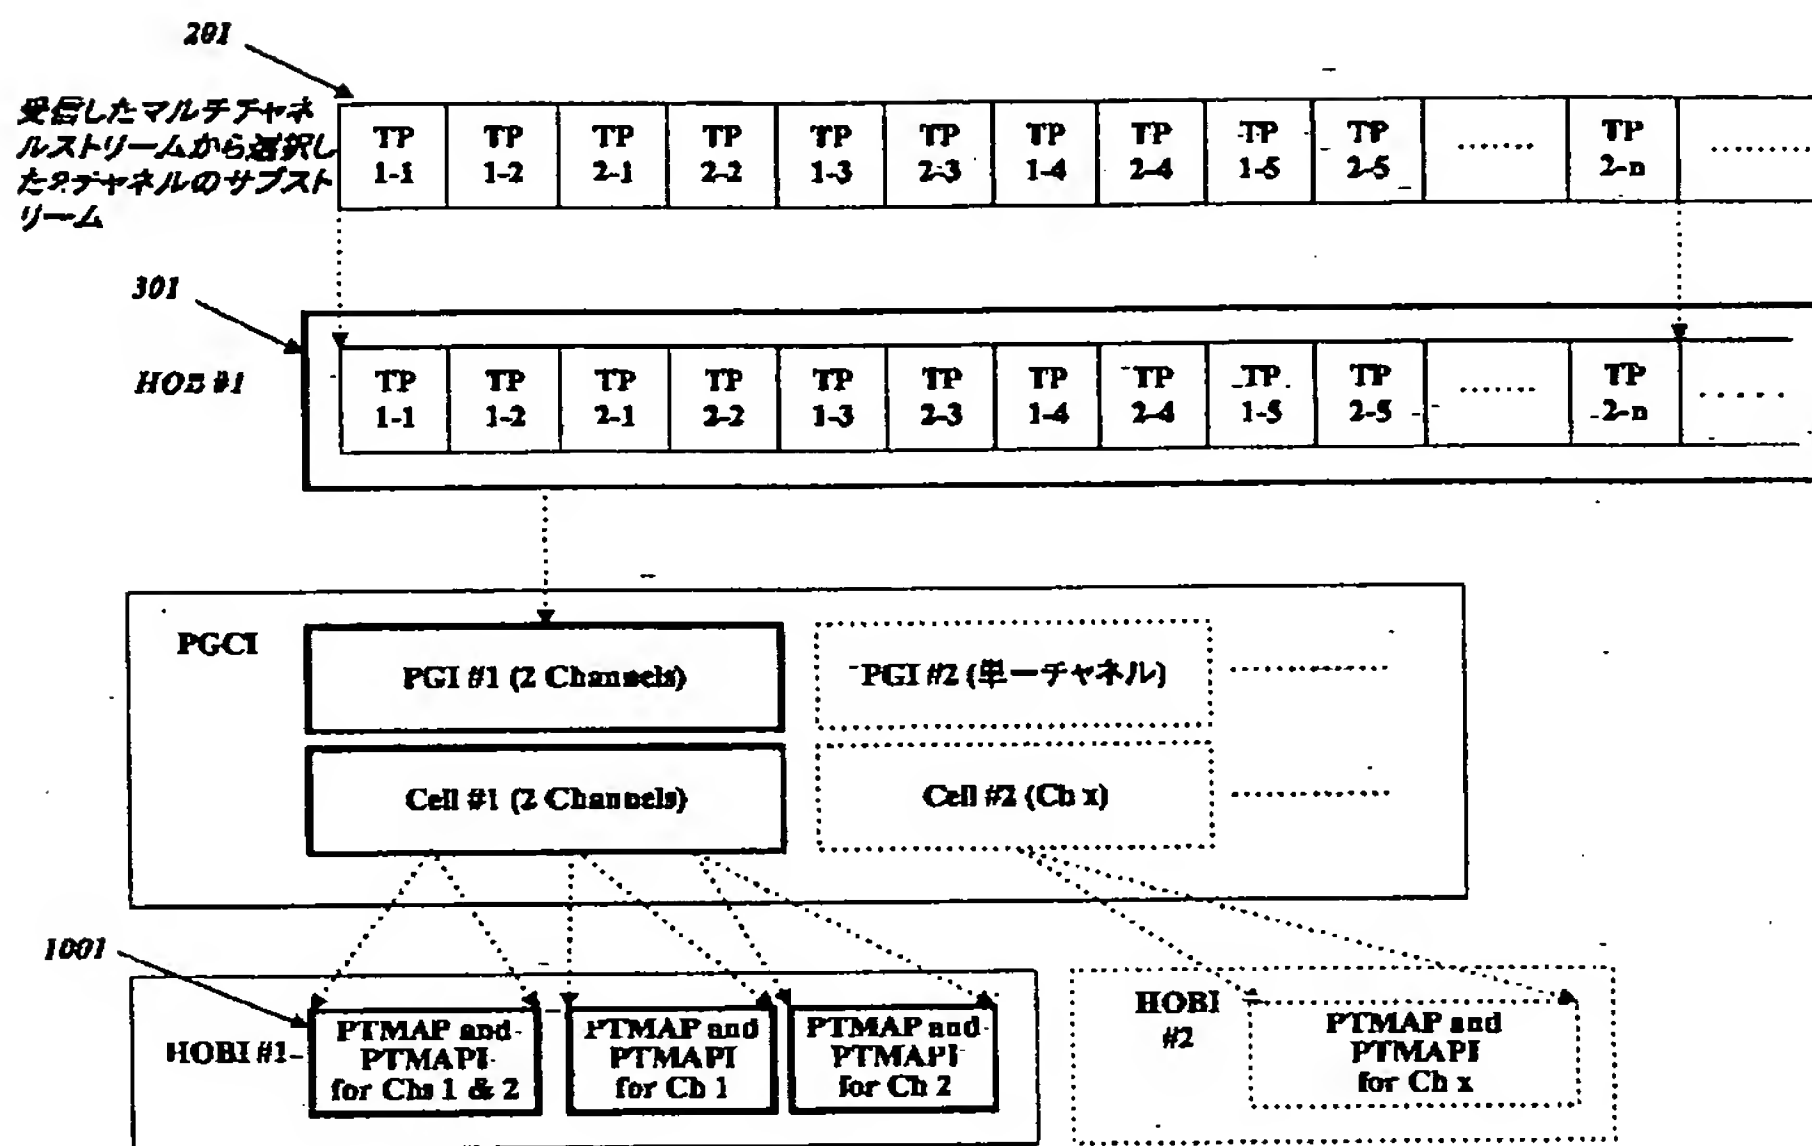 201
受信したマルチチャネ
ルストリームから選択し
た2チャネルのサブスト
リーム
TP
1-1
TP
1-2
TP
2-1
TP
2-2
TP
1-3
TP
2-3
TP
1-4
TP
2-4
TP
1-5
TP
2-5
........
TP
2-n
.........
301
HOB #1
TP
1-1
TP
1-2
TP
2-1
TP
2-2
TP
1-3
TP
2-3
TP
1-4
TP
2-4
TP
1-5
TP
2-5
........
TP
2-n
......
PGCI
PGI #1 (2 Channels)
PGI #2 (単一チャネル)
Cell #1 (2 Channels)
Cell #2 (Ch x)
1001
HOBI #1
PTMAP and
PTMAPI
for Chs 1 & 2
PTMAP and
PTMAPI
for Ch 1
PTMAP and
PTMAPI
for Ch 2
HOBI
#2
PTMAP and
PTMAPI
for Ch x